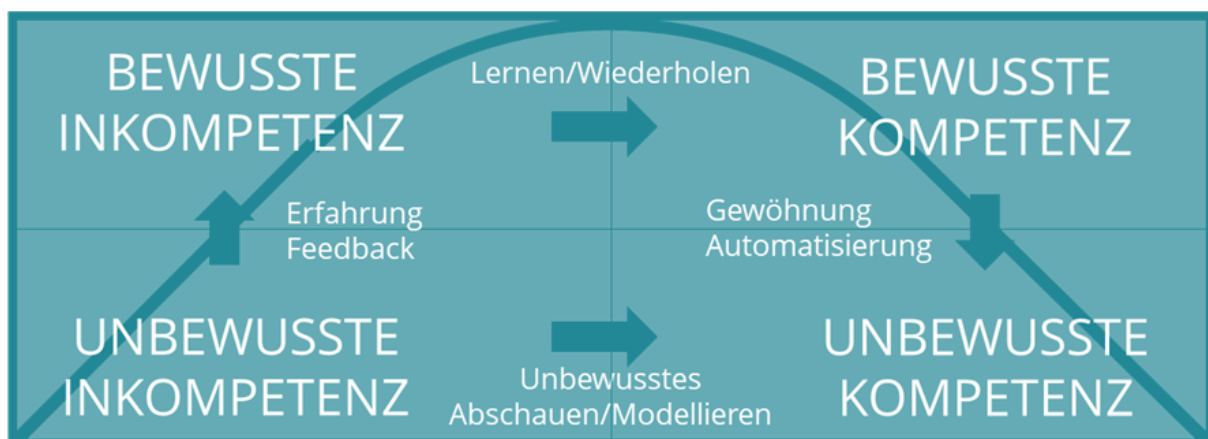 BEWUSSTE
INKOMPETENZ
Lernen/Wiederholen
BEWUSSTE
KOMPETENZ
Erfahrung
Feedback
Gewöhnung
Automatisierung
UNBEWUSSTE
INKOMPETENZ
Unbewusstes
Abschauen/Modellieren
UNBEWUSSTE
KOMPETENZ